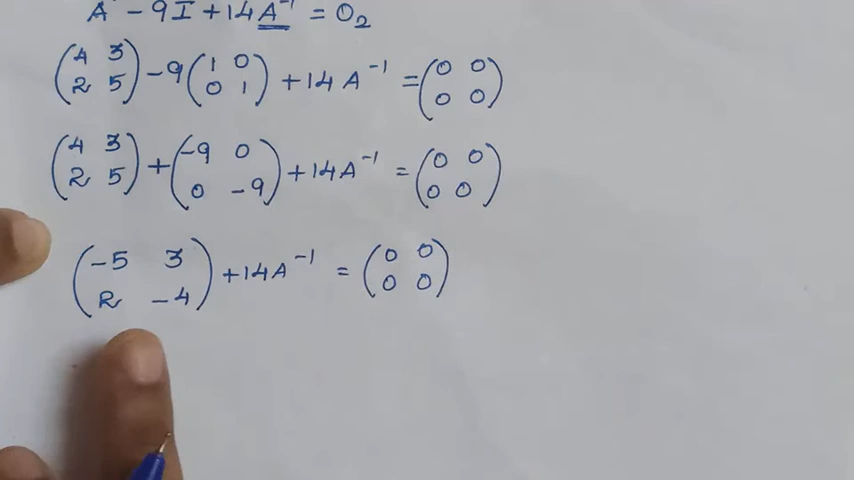 A - 9I + 14A⁻¹ = O₂
(4 3; 2 5) - 9 (1 0; 0 1) + 14A⁻¹ = (0 0; 0 0)
(4 3; 2 5) + (-9 0; 0 -9) + 14A⁻¹ = (0 0; 0 0)
(-5 3; 2 -4) + 14A⁻¹ = (0 0; 0 0)